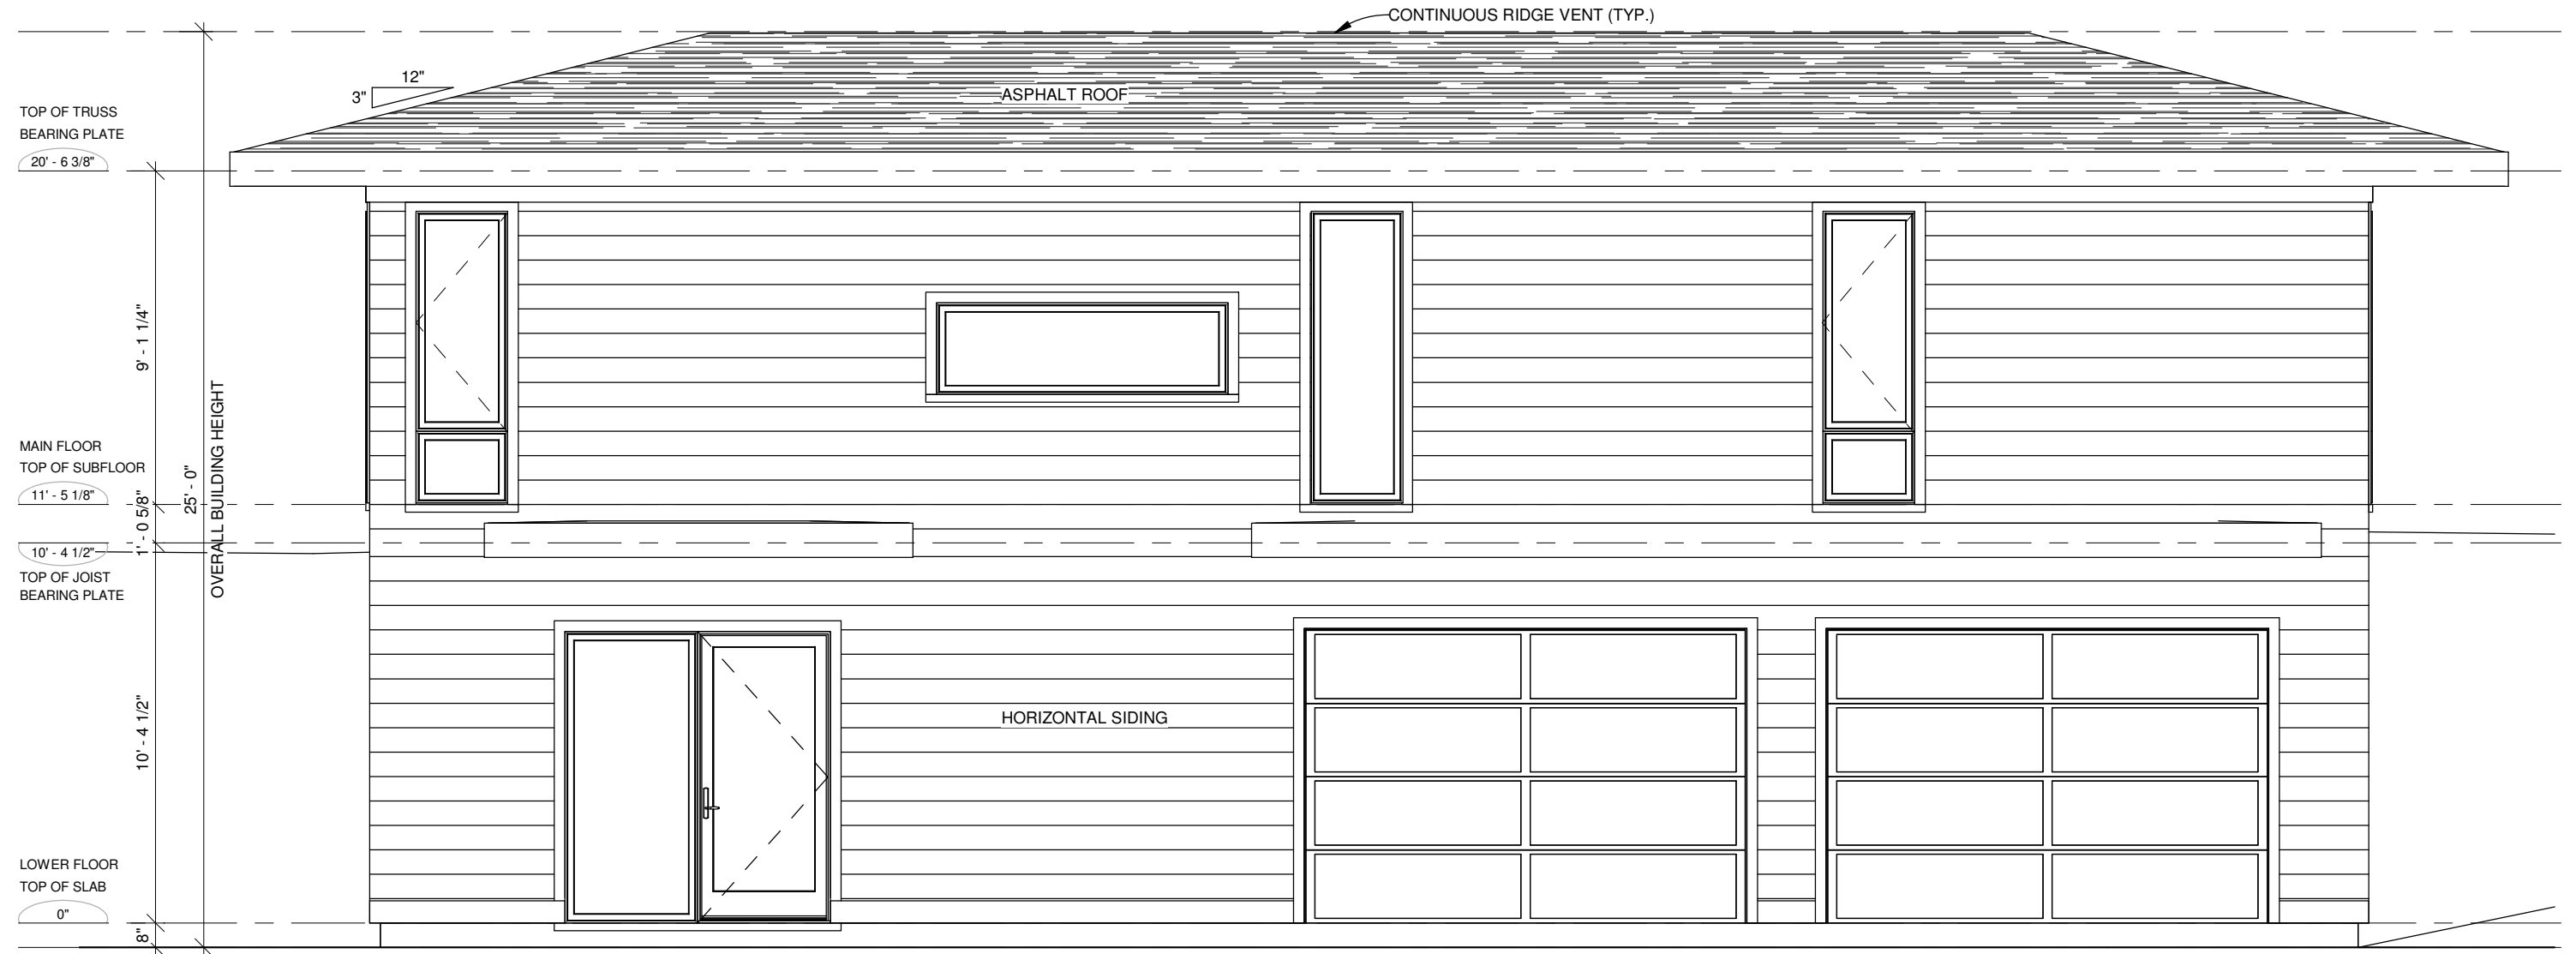 CONTINUOUS RIDGE VENT (TYP.)
12"
3"
ASPHALT ROOF
TOP OF TRUSS
BEARING PLATE
20' - 6 3/8"
9' - 1 1/4"
MAIN FLOOR
TOP OF SUBFLOOR
11' - 5 1/8"
1' - 0 5/8"
25' - 0"
OVERALL BUILDING HEIGHT
10' - 4 1/2"
TOP OF JOIST
BEARING PLATE
10' - 4 1/2"
HORIZONTAL SIDING
LOWER FLOOR
TOP OF SLAB
0"
8"